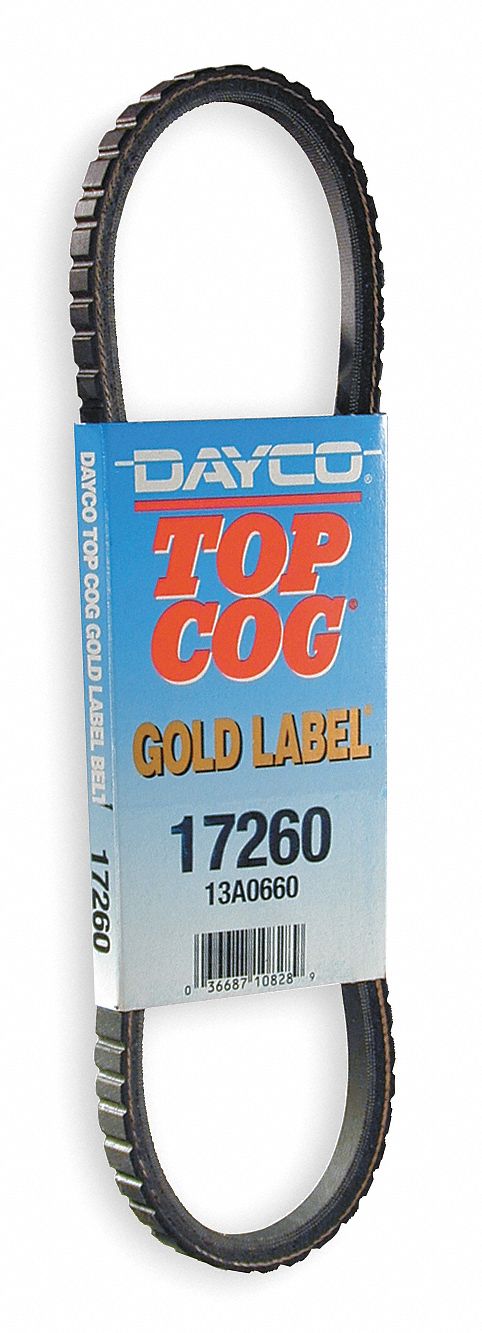 DAYCO®
TOP
COG®
GOLD LABEL®
17260
13A0660
0 36687 10828 9
DAYCO TOP COG GOLD LABEL BELT 17260